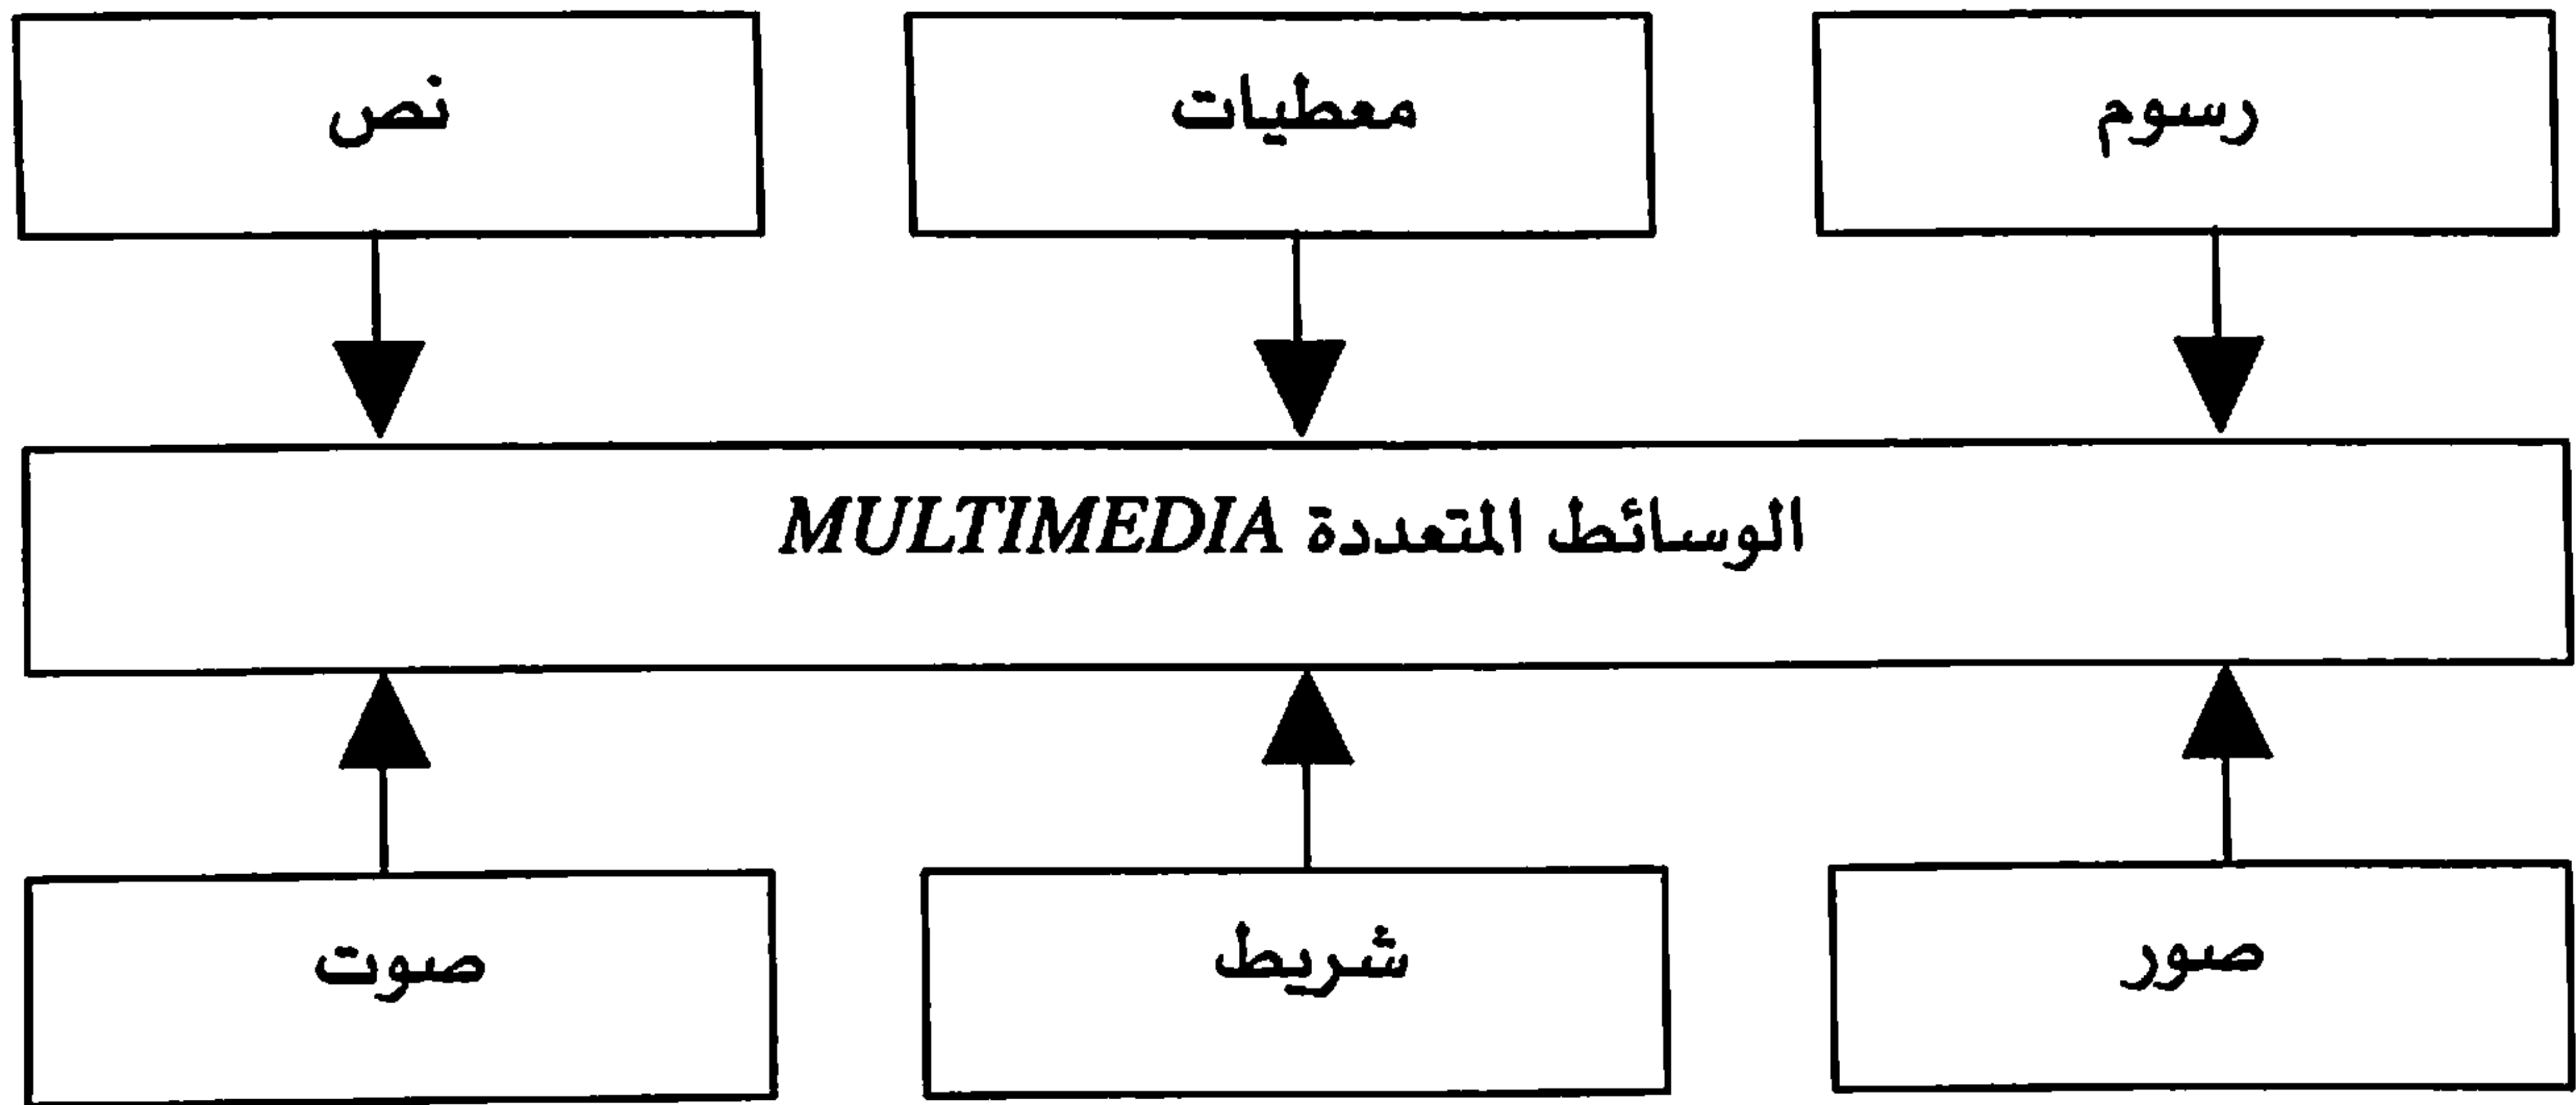 رسوم
معطيات
نص
الوسائط المتعددة MULTIMEDIA
صور
شريط
صوت